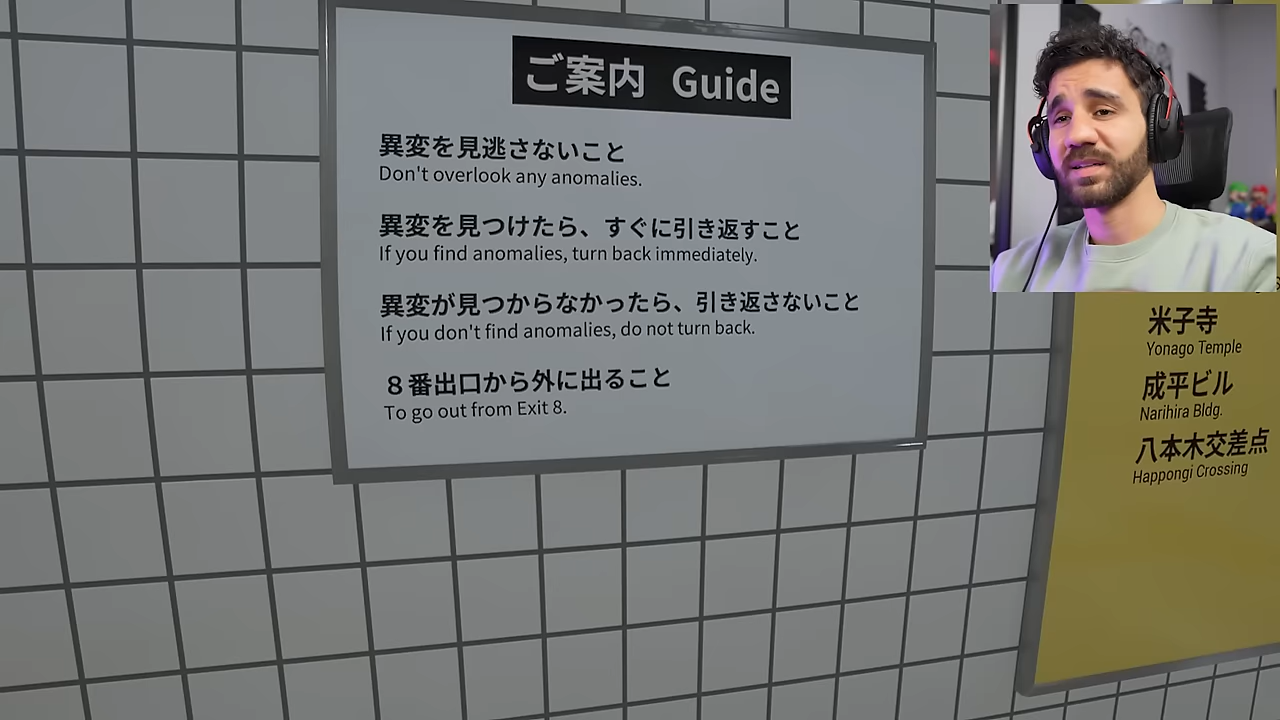 ご案内 Guide
異変を見逃さないこと
Don't overlook any anomalies.
異変を見つけたら、すぐに引き返すこと
If you find anomalies, turn back immediately.
異変が見つからなかったら、引き返さないこと
If you don't find anomalies, do not turn back.
８番出口から外に出ること
To go out from Exit 8.
米子寺
Yonago Temple
成平ビル
Narihira Bldg.
八本木交差点
Happongi Crossing